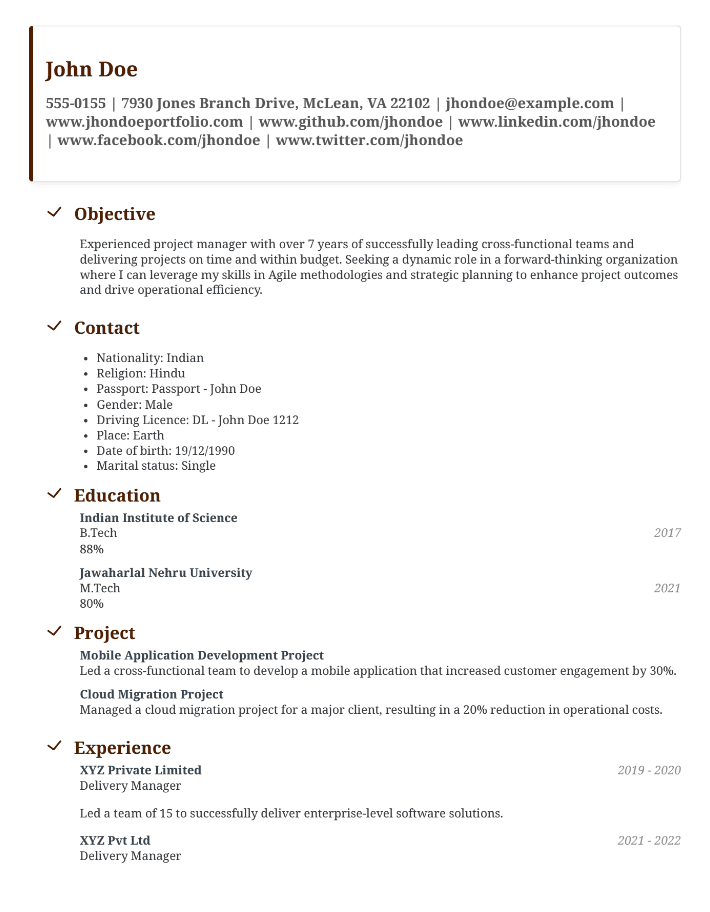 John Doe
555-0155 | 7930 Jones Branch Drive, McLean, VA 22102 | jhondoe@example.com |
www.jhondoeportfolio.com | www.github.com/jhondoe | www.linkedin.com/jhondoe
| www.facebook.com/jhondoe | www.twitter.com/jhondoe
Objective
Experienced project manager with over 7 years of successfully leading cross-functional teams and
delivering projects on time and within budget. Seeking a dynamic role in a forward-thinking organization
where I can leverage my skills in Agile methodologies and strategic planning to enhance project outcomes
and drive operational efficiency.
Contact
• Nationality: Indian
• Religion: Hindu
• Passport: Passport - John Doe
• Gender: Male
• Driving Licence: DL - John Doe 1212
• Place: Earth
• Date of birth: 19/12/1990
• Marital status: Single
Education
Indian Institute of Science
B.Tech 2017
88%
Jawaharlal Nehru University
M.Tech 2021
80%
Project
Mobile Application Development Project
Led a cross-functional team to develop a mobile application that increased customer engagement by 30%.
Cloud Migration Project
Managed a cloud migration project for a major client, resulting in a 20% reduction in operational costs.
Experience
XYZ Private Limited 2019 - 2020
Delivery Manager
Led a team of 15 to successfully deliver enterprise-level software solutions.
XYZ Pvt Ltd 2021 - 2022
Delivery Manager